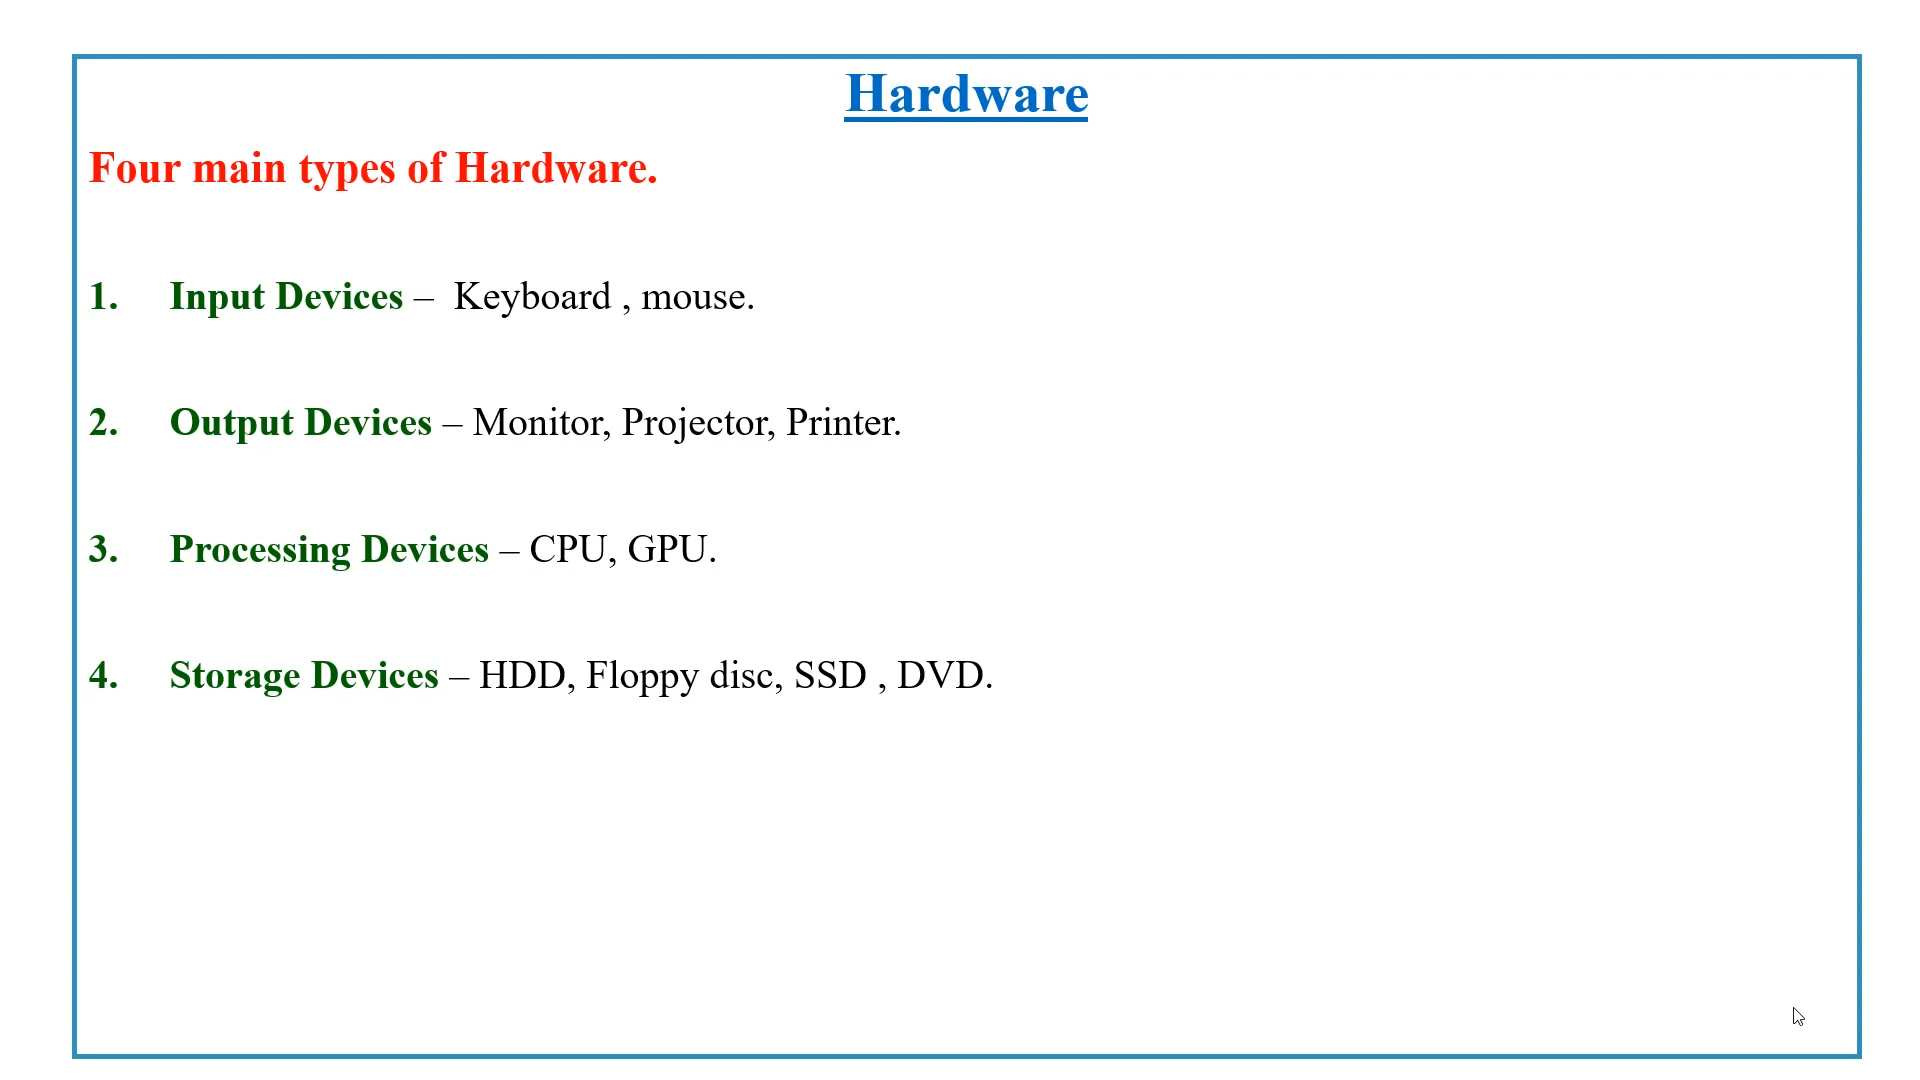 Hardware
Four main types of Hardware.
1. Input Devices – Keyboard , mouse.
2. Output Devices – Monitor, Projector, Printer.
3. Processing Devices – CPU, GPU.
4. Storage Devices – HDD, Floppy disc, SSD , DVD.